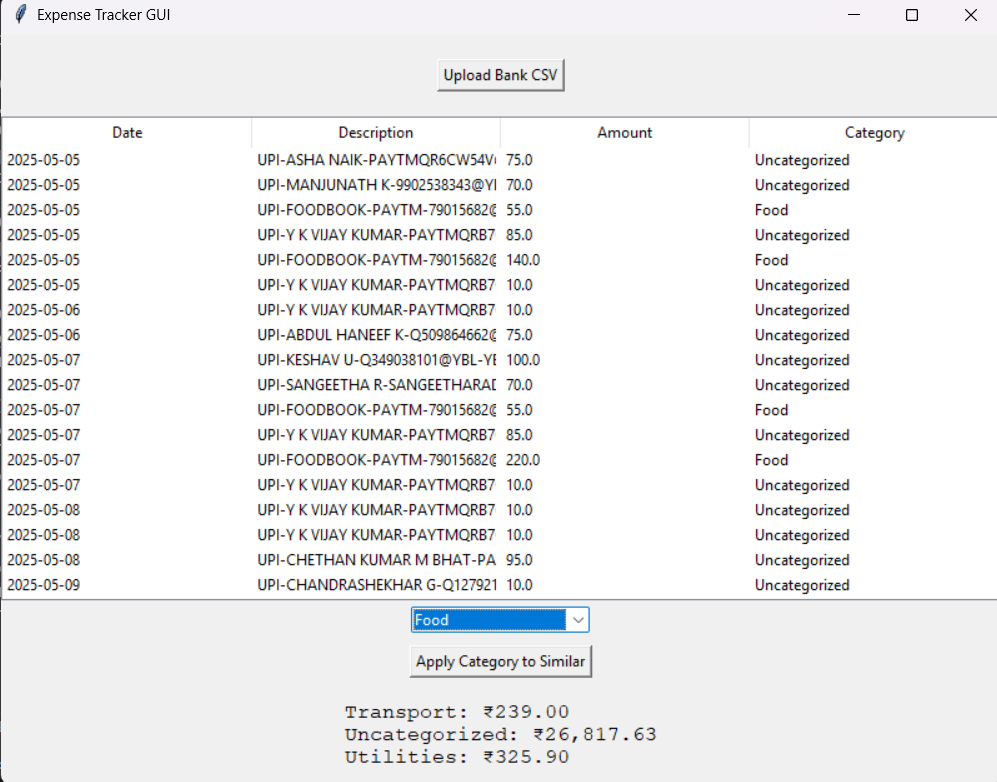 Expense Tracker GUI
Upload Bank CSV
Date Description Amount Category
2025-05-05 UPI-ASHA NAIK-PAYTMQR6CW54V 75.0 Uncategorized
2025-05-05 UPI-MANJUNATH K-9902538343@Y 70.0 Uncategorized
2025-05-05 UPI-FOODBOOK-PAYTM-79015682@ 55.0 Food
2025-05-05 UPI-Y K VIJAY KUMAR-PAYTMQRB7 85.0 Uncategorized
2025-05-05 UPI-FOODBOOK-PAYTM-79015682@ 140.0 Food
2025-05-05 UPI-Y K VIJAY KUMAR-PAYTMQRB7 10.0 Uncategorized
2025-05-06 UPI-Y K VIJAY KUMAR-PAYTMQRB7 10.0 Uncategorized
2025-05-06 UPI-ABDUL HANEEF K-Q509864662@ 75.0 Uncategorized
2025-05-07 UPI-KESHAV U-Q349038101@YBL-YE 100.0 Uncategorized
2025-05-07 UPI-SANGEETHA R-SANGEETHARAD 70.0 Uncategorized
2025-05-07 UPI-FOODBOOK-PAYTM-79015682@ 55.0 Food
2025-05-07 UPI-Y K VIJAY KUMAR-PAYTMQRB7 85.0 Uncategorized
2025-05-07 UPI-FOODBOOK-PAYTM-79015682@ 220.0 Food
2025-05-07 UPI-Y K VIJAY KUMAR-PAYTMQRB7 10.0 Uncategorized
2025-05-08 UPI-Y K VIJAY KUMAR-PAYTMQRB7 10.0 Uncategorized
2025-05-08 UPI-Y K VIJAY KUMAR-PAYTMQRB7 10.0 Uncategorized
2025-05-08 UPI-CHETHAN KUMAR M BHAT-PA 95.0 Uncategorized
2025-05-09 UPI-CHANDRASHEKHAR G-Q127921 10.0 Uncategorized
Food
Apply Category to Similar
Transport: ₹239.00
Uncategorized: ₹26,817.63
Utilities: ₹325.90